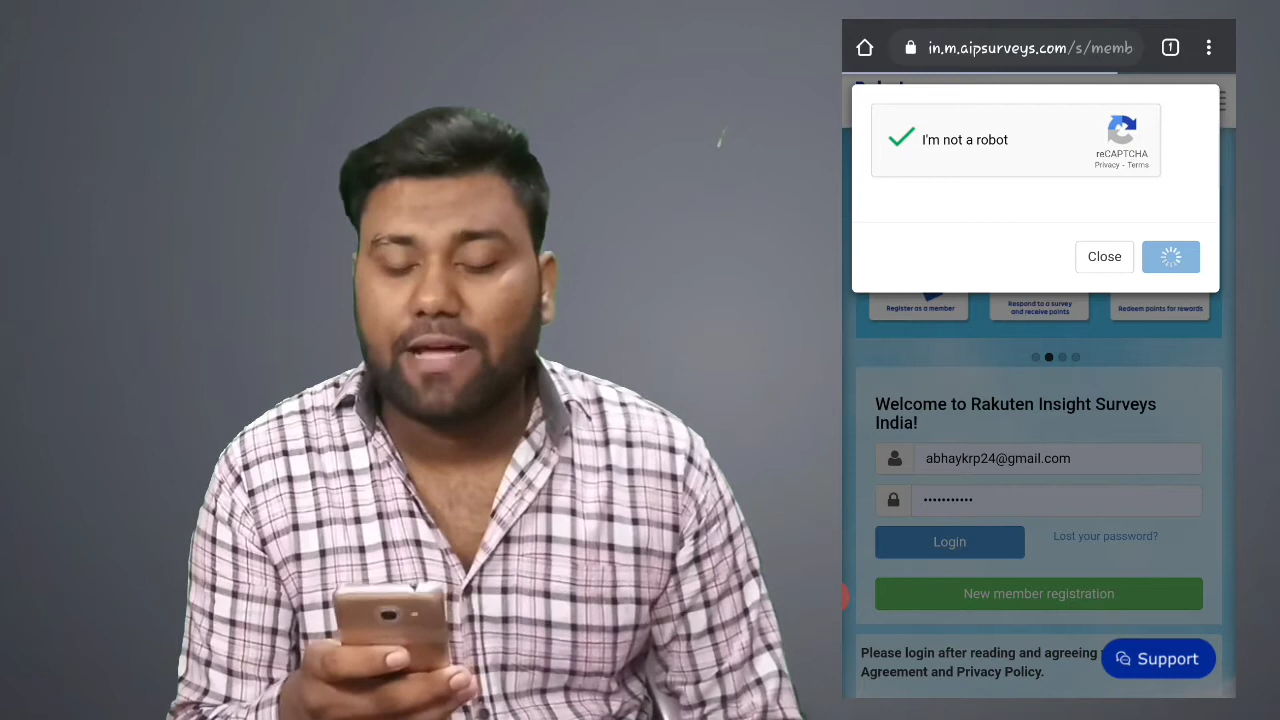 in.m.aipsurveys.com/s/memb
1
I'm not a robot
reCAPTCHA
Privacy - Terms
Close
Register as a member
Respond to a survey
and receive points
Redeem points for rewards
Welcome to Rakuten Insight Surveys
India!
abhaykrp24@gmail.com
•••••••••••
Login
Lost your password?
New member registration
Please login after reading and agreeing
Agreement and Privacy Policy.
Support